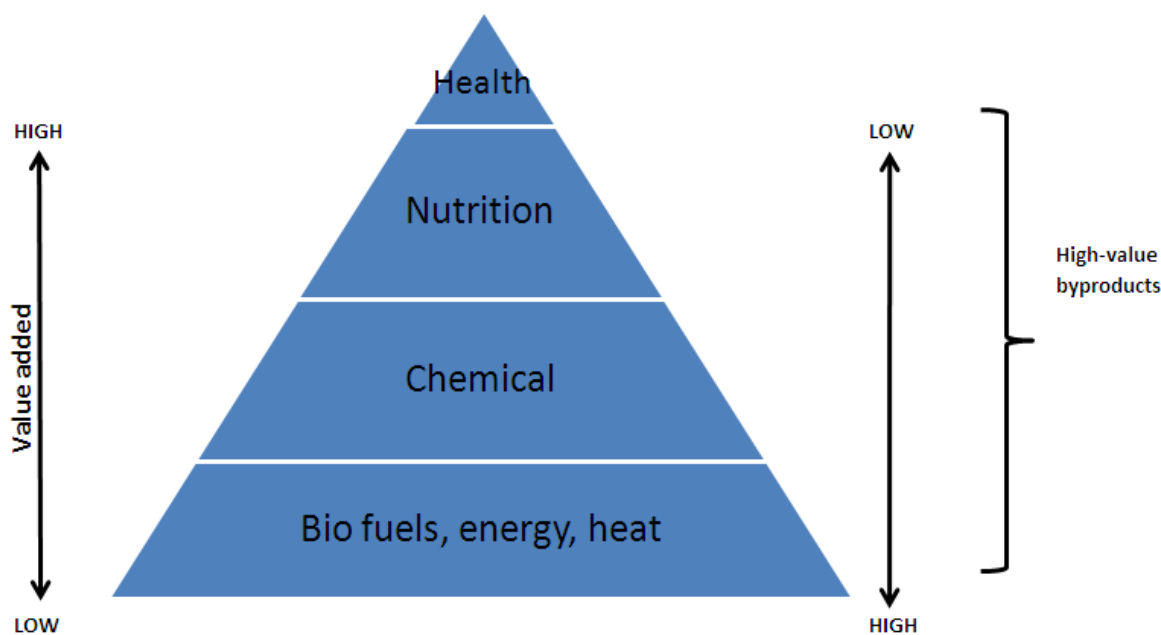 Health
HIGH
LOW
Nutrition
High-value
byproducts
Value added
Chemical
Bio fuels, energy, heat
LOW
HIGH